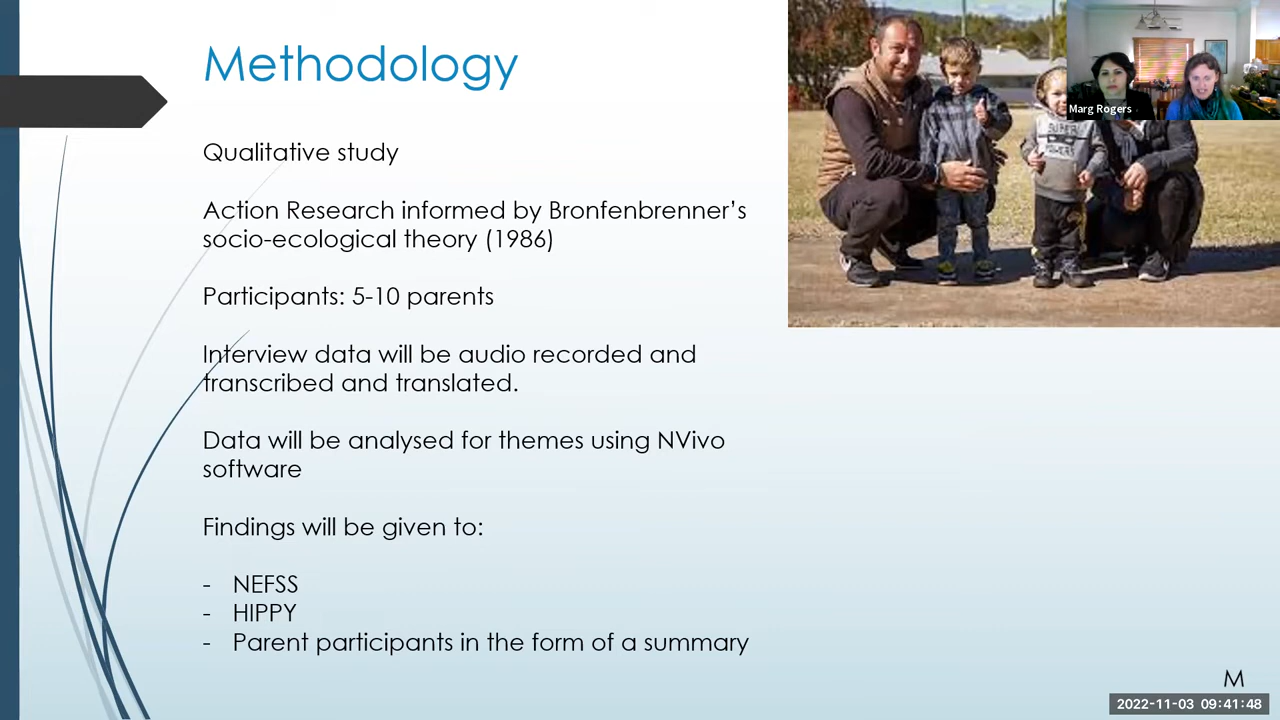 Methodology
Marg Rogers
Qualitative study
Action Research informed by Bronfenbrenner's
socio-ecological theory (1986)
Participants: 5-10 parents
Interview data will be audio recorded and
transcribed and translated.
Data will be analysed for themes using NVivo
software
Findings will be given to:
- NEFSS
- HIPPY
- Parent participants in the form of a summary
M
2022-11-03 09:41:48